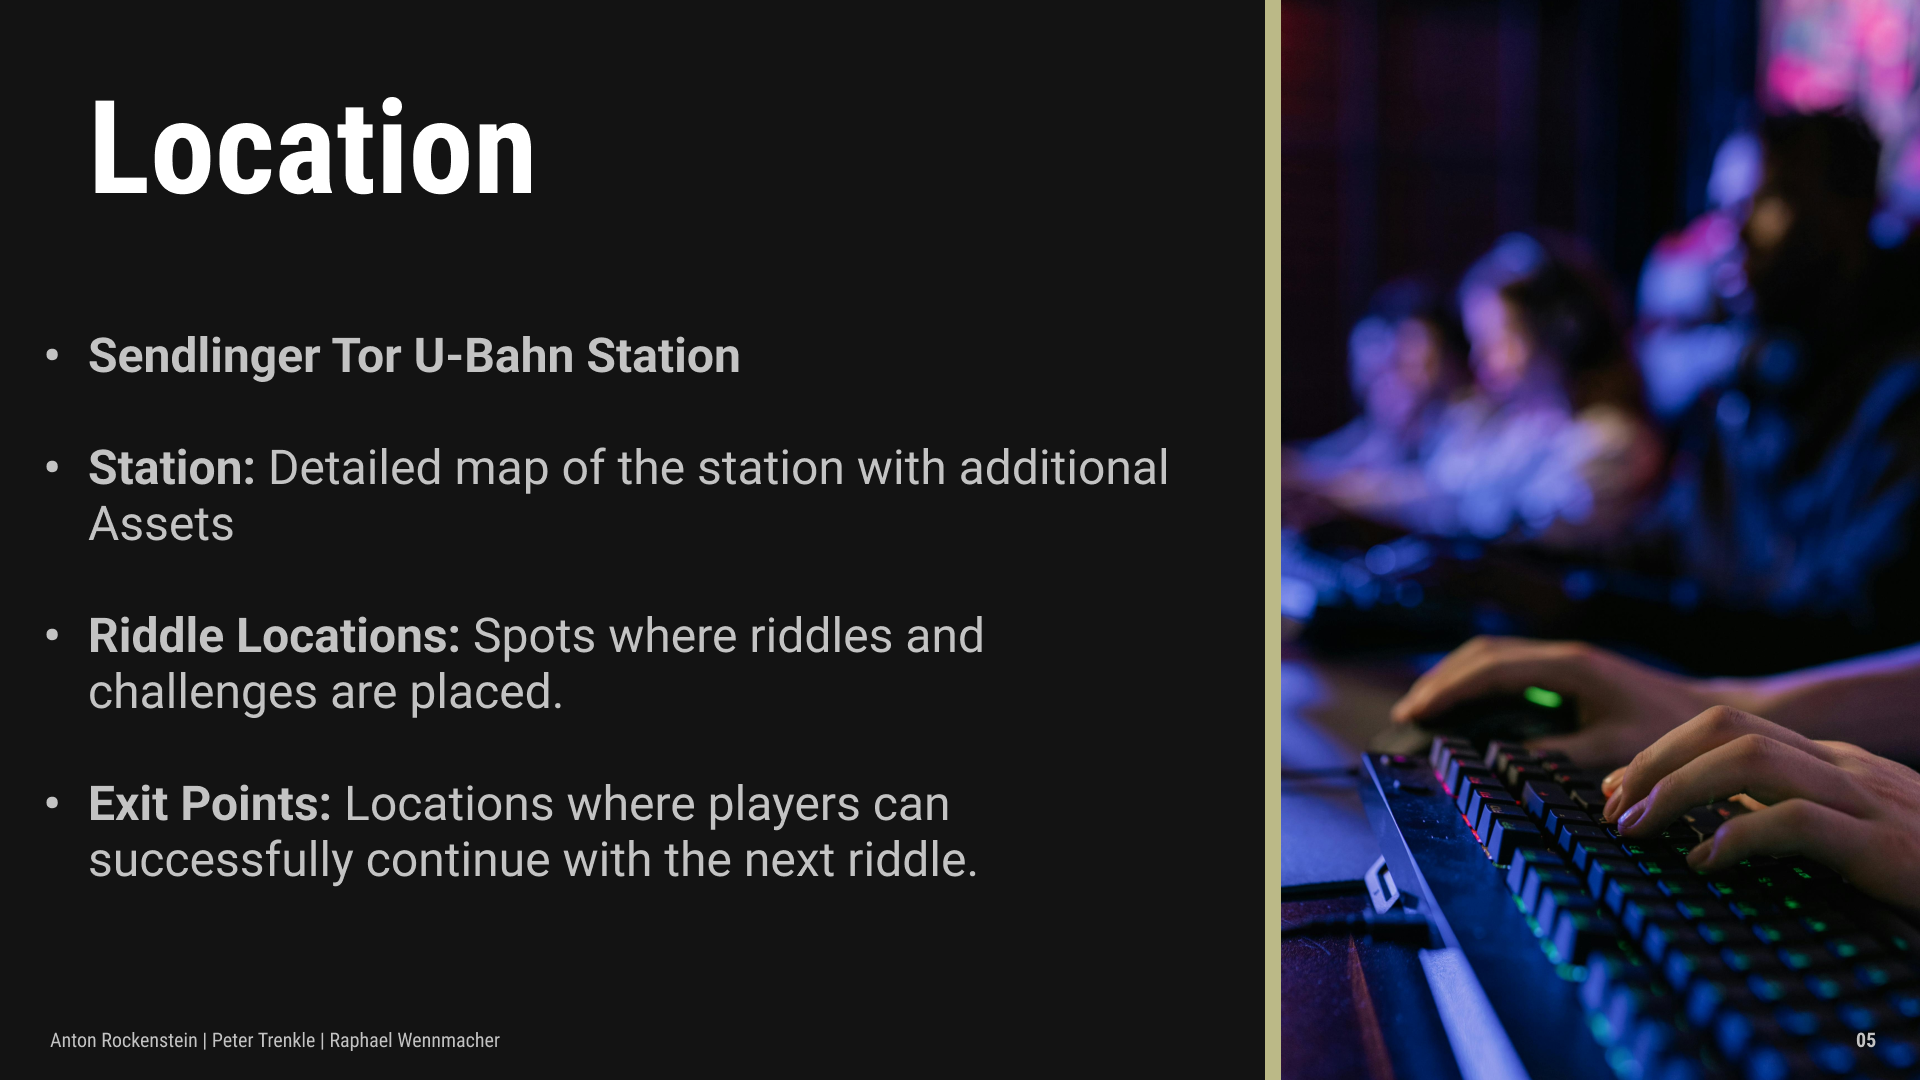 Location
• Sendlinger Tor U-Bahn Station
• Station: Detailed map of the station with additional
Assets
• Riddle Locations: Spots where riddles and
challenges are placed.
• Exit Points: Locations where players can
successfully continue with the next riddle.
Anton Rockenstein | Peter Trenkle | Raphael Wennmacher
05